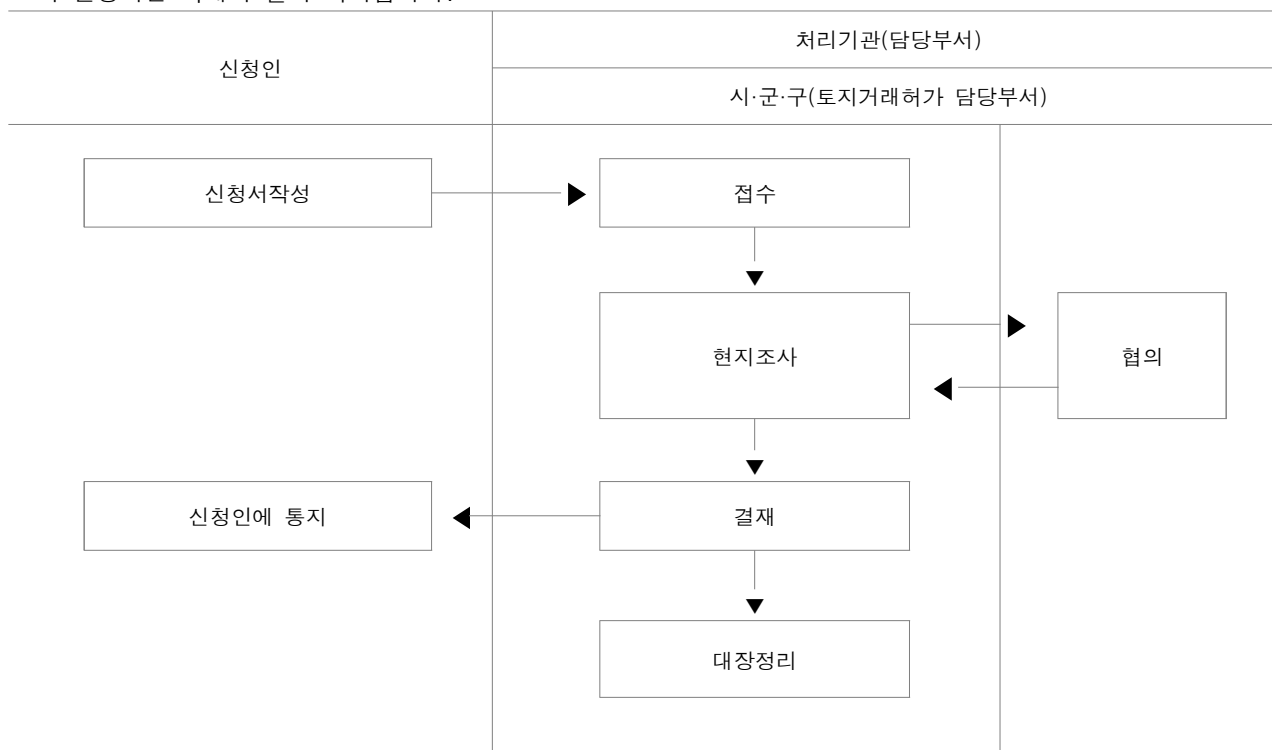 처리기관(담당부서)
신청인
시·군·구(토지거래허가 담당부서)
신청서작성
접수
현지조사
협의
신청인에 통지
결재
대장정리